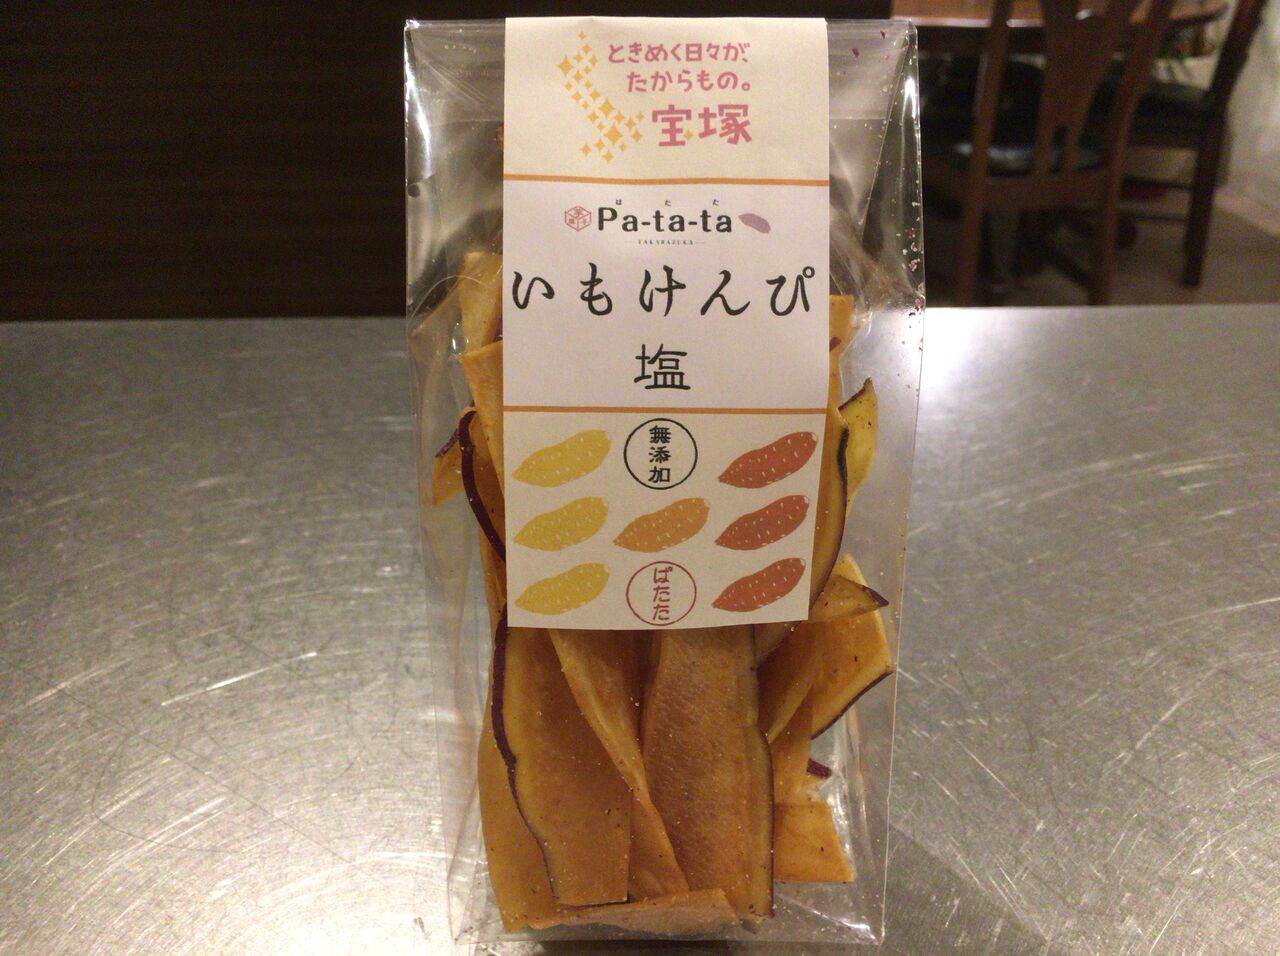 ときめく日々が、
たからもの。
宝塚
ぱたた
Pa-ta-ta
TAKARAZUKA
いもけんぴ
塩
無添加
ぱたた